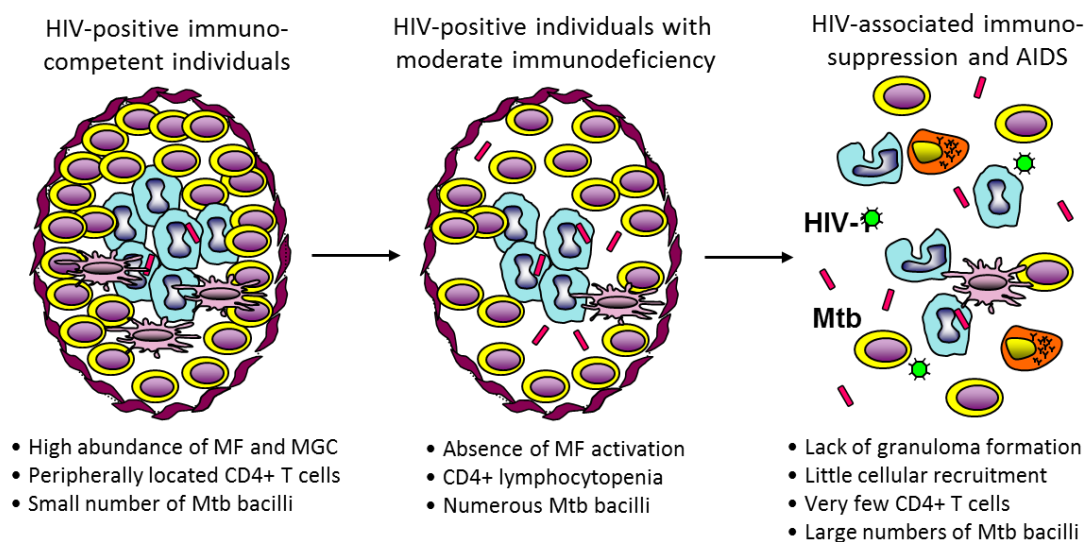 HIV-positive immuno-
competent individuals
HIV-positive individuals with
moderate immunodeficiency
HIV-associated immuno-
suppression and AIDS
HIV-1
Mtb
• High abundance of MF and MGC
• Peripherally located CD4+ T cells
• Small number of Mtb bacilli
• Absence of MF activation
• CD4+ lymphocytopenia
• Numerous Mtb bacilli
• Lack of granuloma formation
• Little cellular recruitment
• Very few CD4+ T cells
• Large numbers of Mtb bacilli